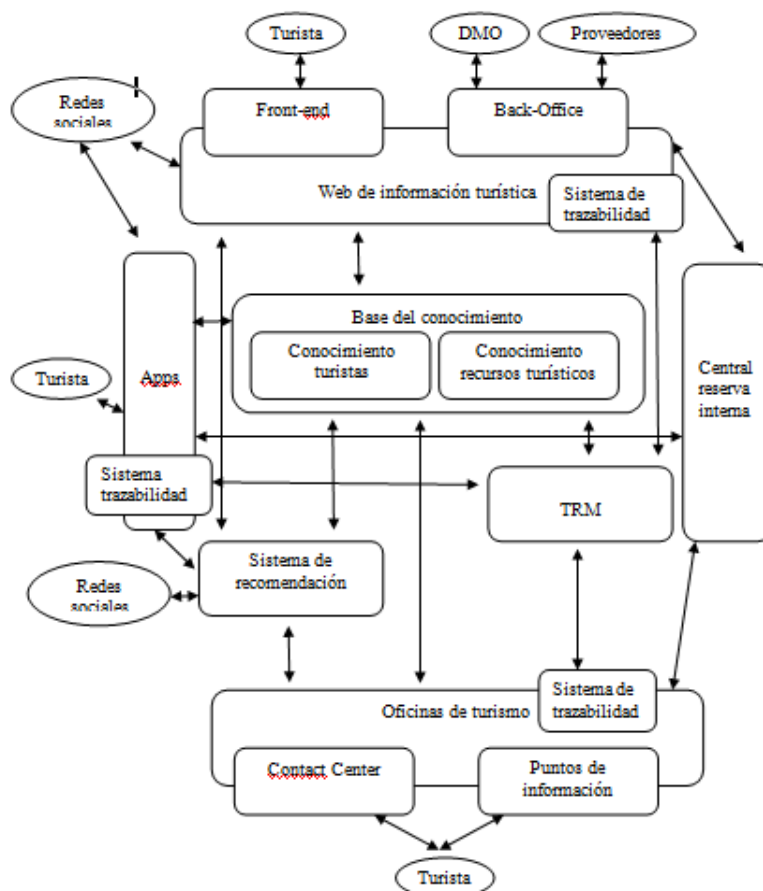 Turista
DMO
Proveedores
Redes
sociales
Front-end
Back-Office
Web de información turística
Sistema de
trazabilidad
Base del conocimiento
Conocimiento
turistas
Conocimiento
recursos turísticos
Apps
Turista
Central
reserva
interna
Sistema
trazabilidad
TRM
Sistema de
recomendación
Redes
sociales
Sistema de
trazabilidad
Oficinas de turismo
Contact Center
Puntos de
información
Turista